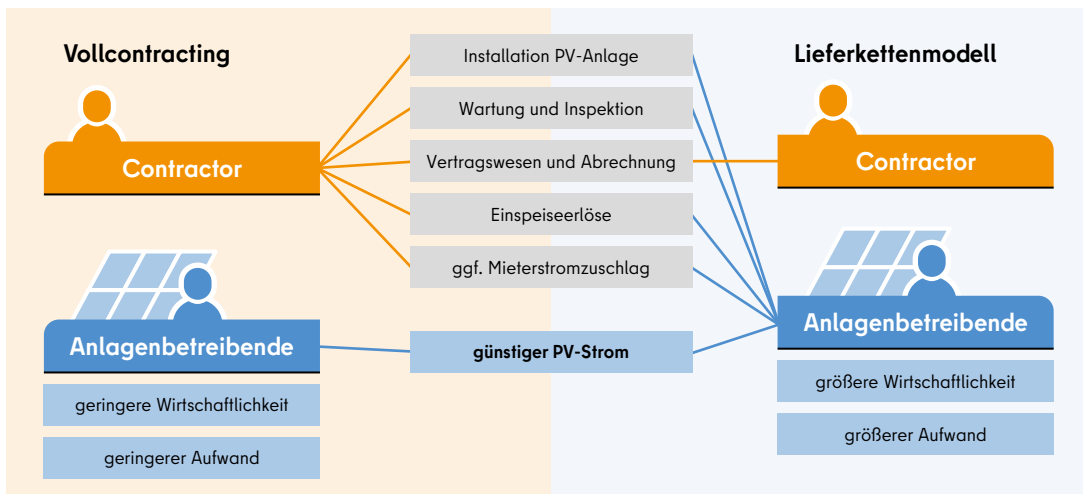 Vollcontracting
Contractor
Anlagenbetreibende
geringere Wirtschaftlichkeit
geringerer Aufwand
Installation PV-Anlage
Wartung und Inspektion
Vertragswesen und Abrechnung
Einspeiseerlöse
ggf. Mieterstromzuschlag
günstiger PV-Strom
Lieferkettenmodell
Contractor
Anlagenbetreibende
größere Wirtschaftlichkeit
größerer Aufwand